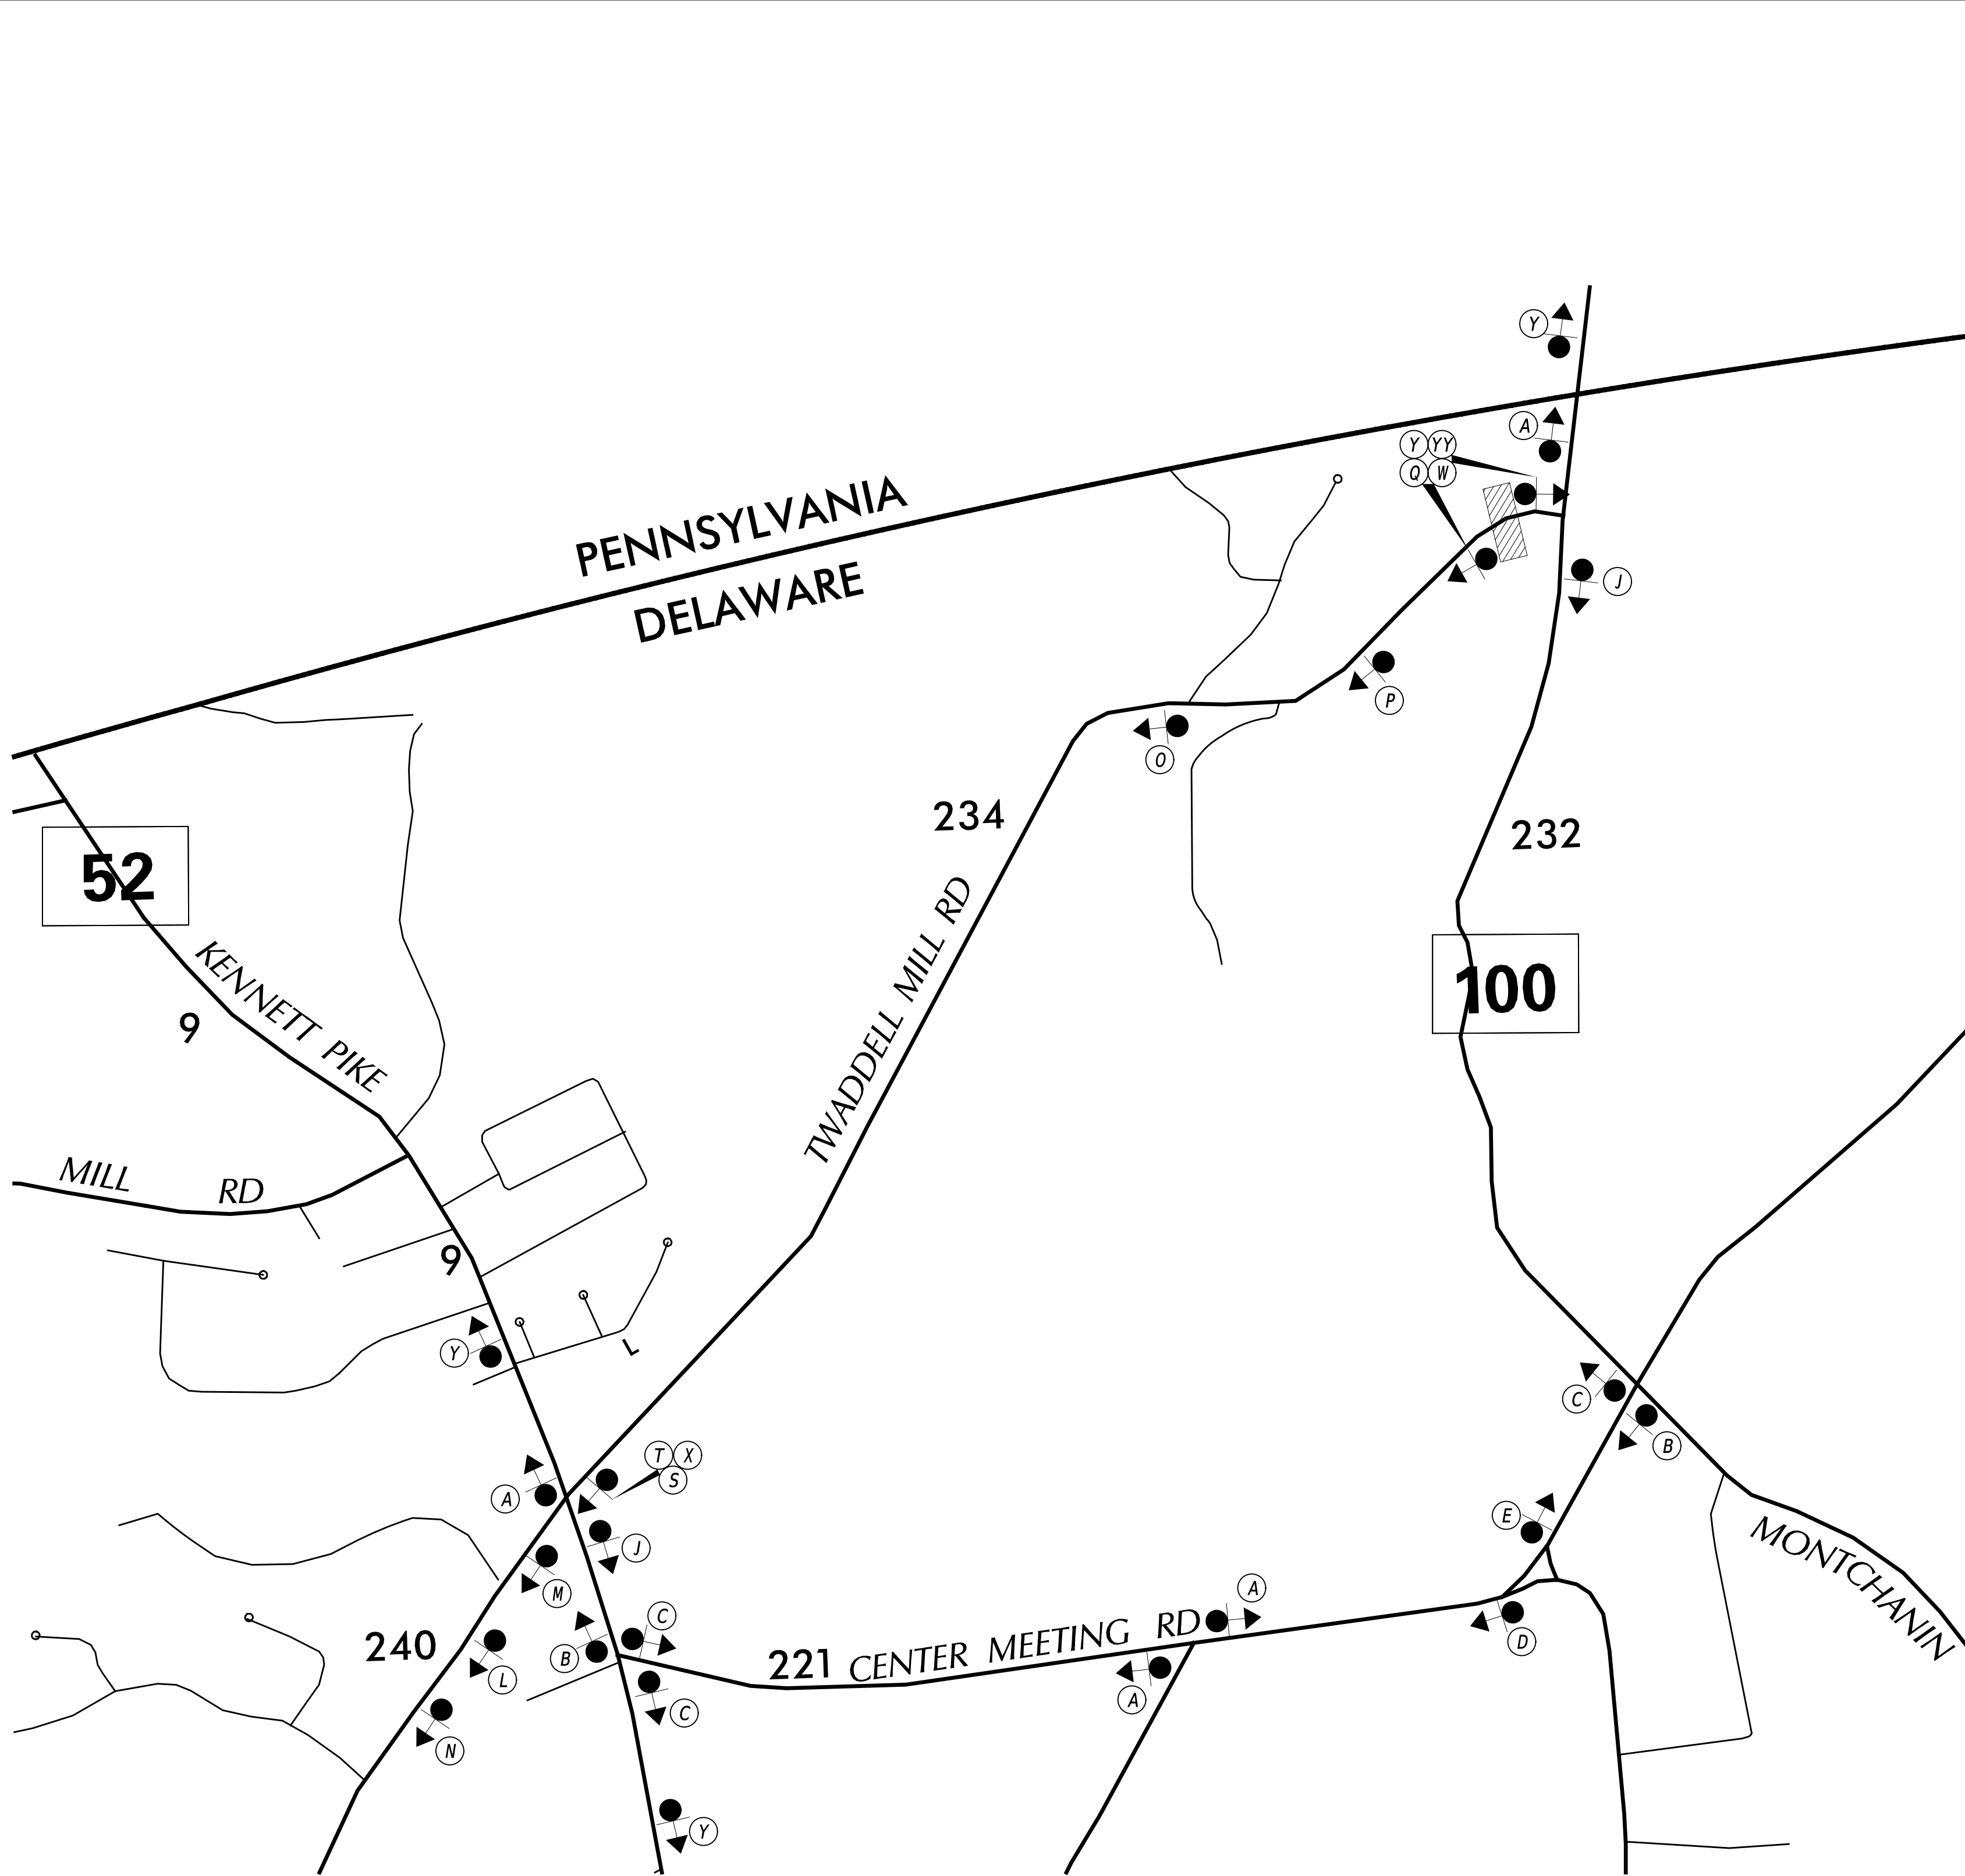 Y
A
Y YY
Q W
PENNSYLVANIA
DELAWARE
J
P
O
234
232
52
100
KENNETT PIKE
9
TWADDELL MILL RD
MILL RD
9
L
Y
C
B
T X
S
A
E
J
MONTCHANIN
M
A
C
D
240
B
221 CENTER MEETING RD
L
A
C
N
Y